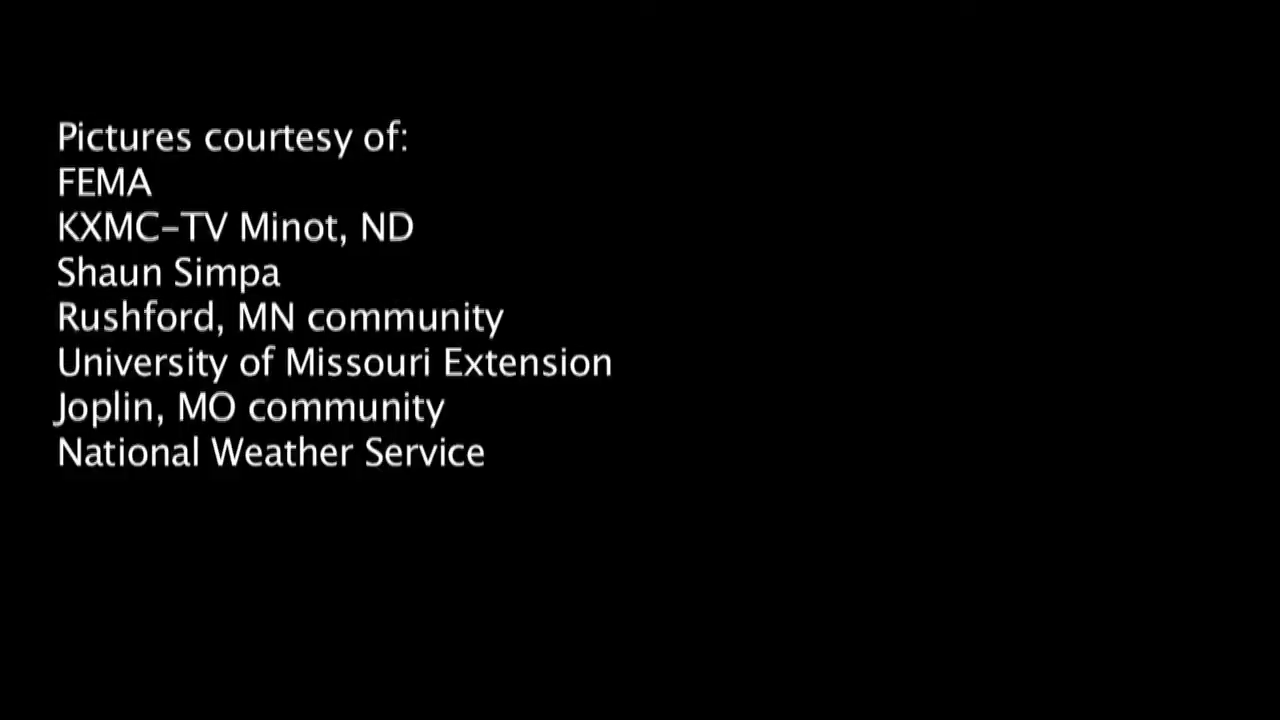 Pictures courtesy of:
FEMA
KXMC-TV Minot, ND
Shaun Simpa
Rushford, MN community
University of Missouri Extension
Joplin, MO community
National Weather Service